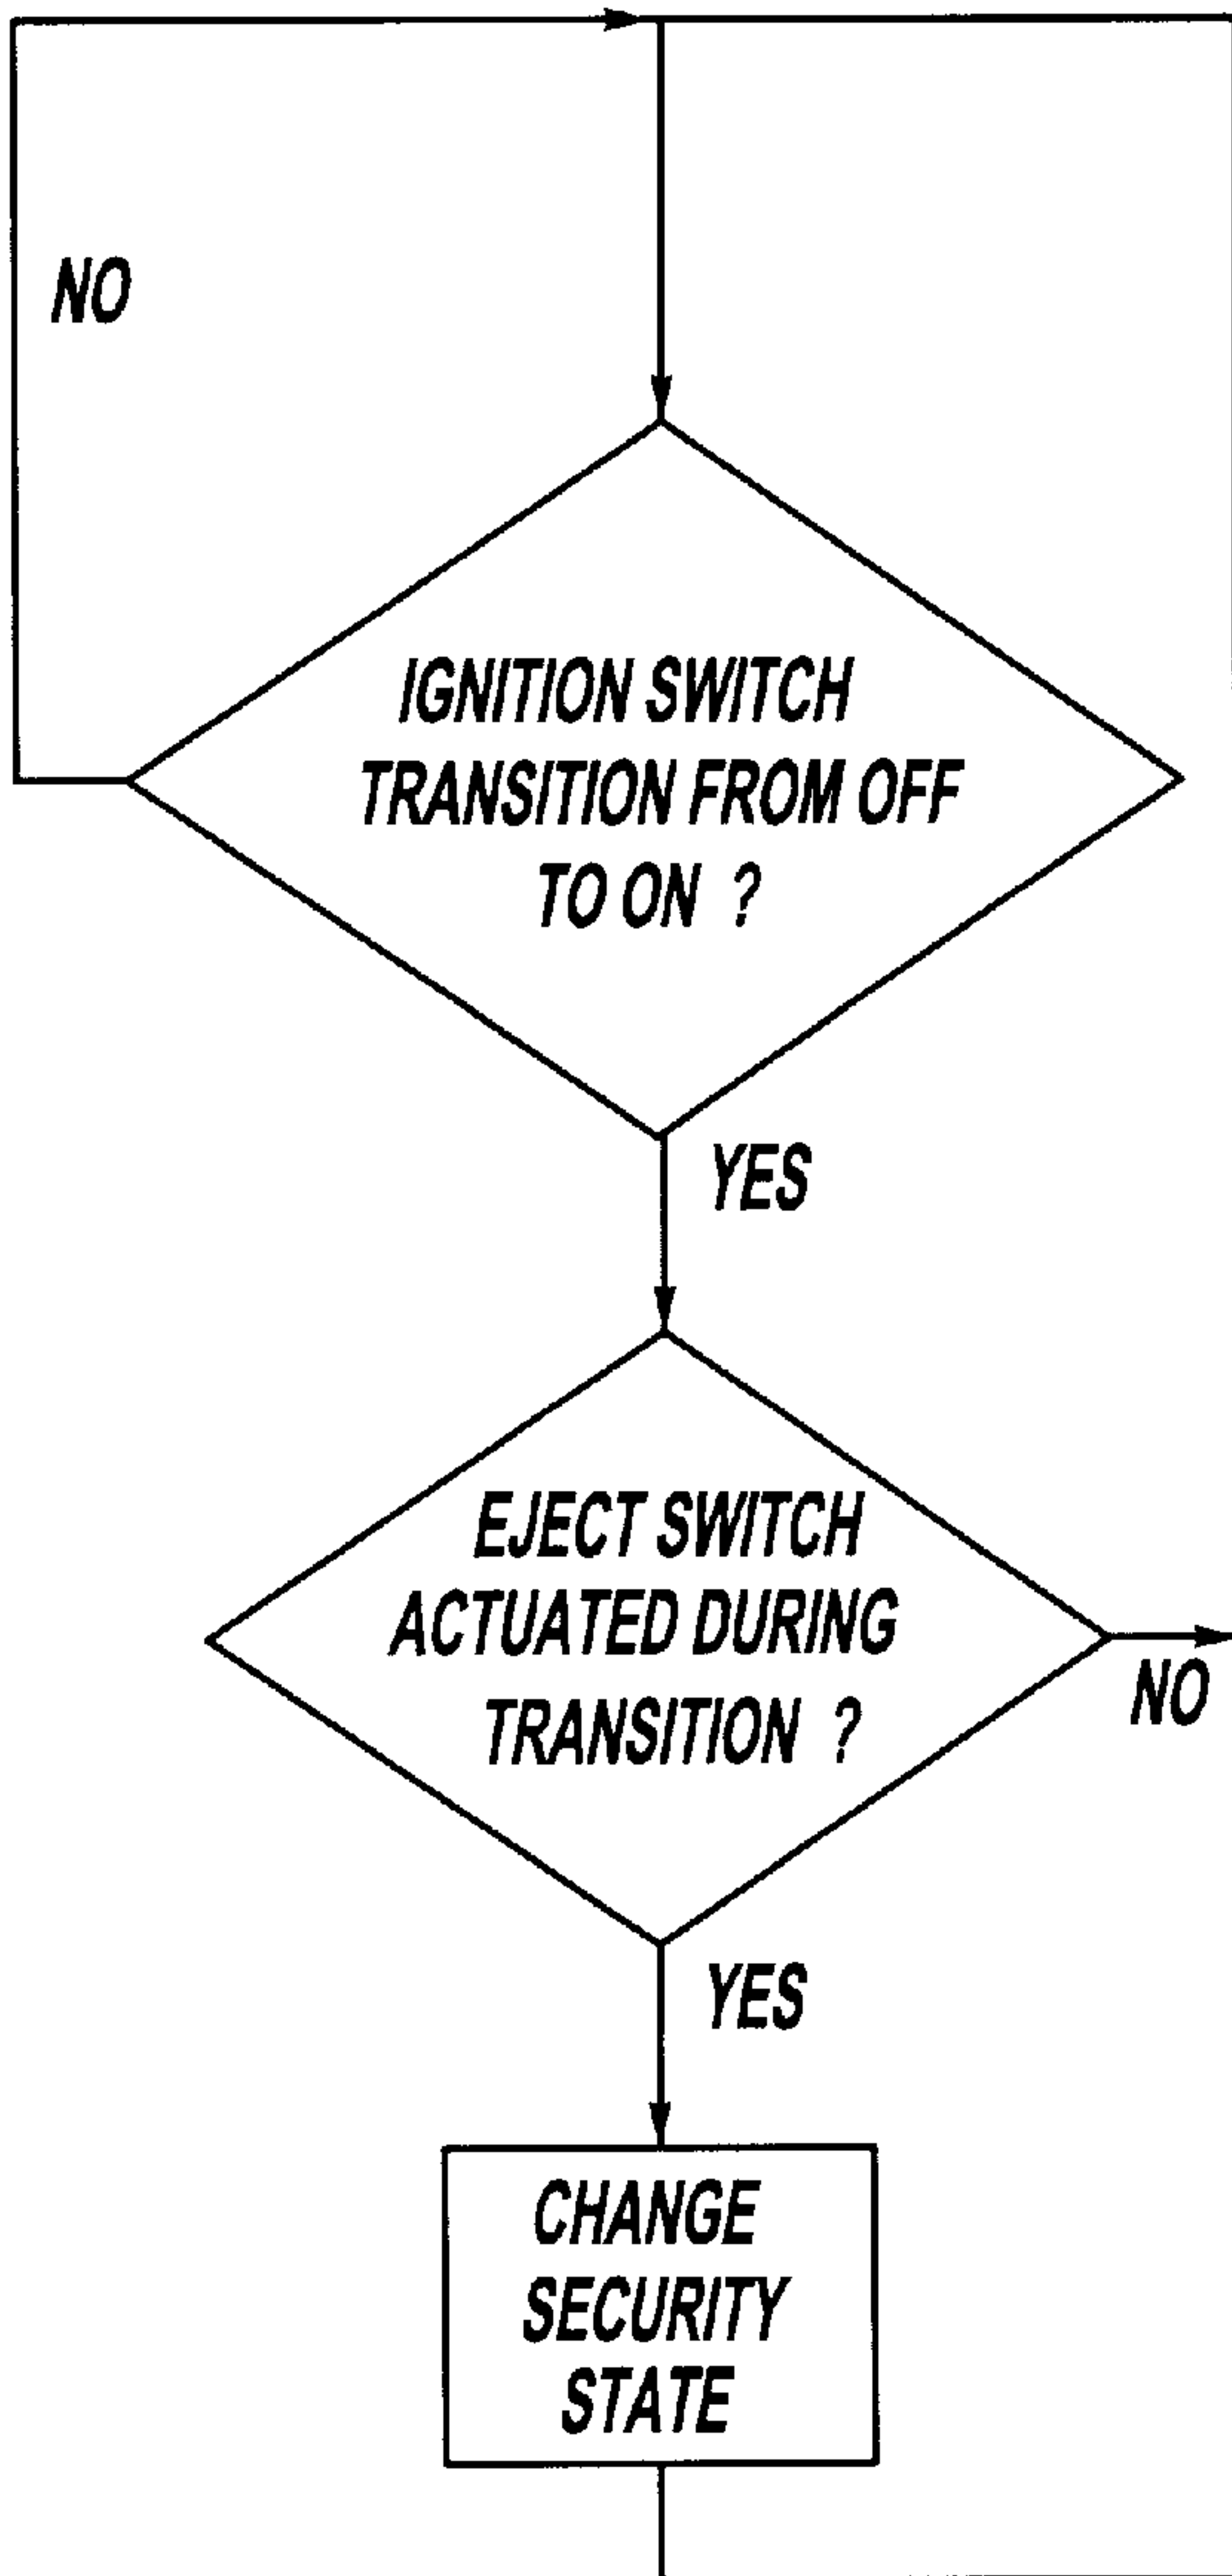 NO
IGNITION SWITCH
TRANSITION FROM OFF
TO ON ?
YES
EJECT SWITCH
ACTUATED DURING
TRANSITION ?
NO
YES
CHANGE
SECURITY
STATE